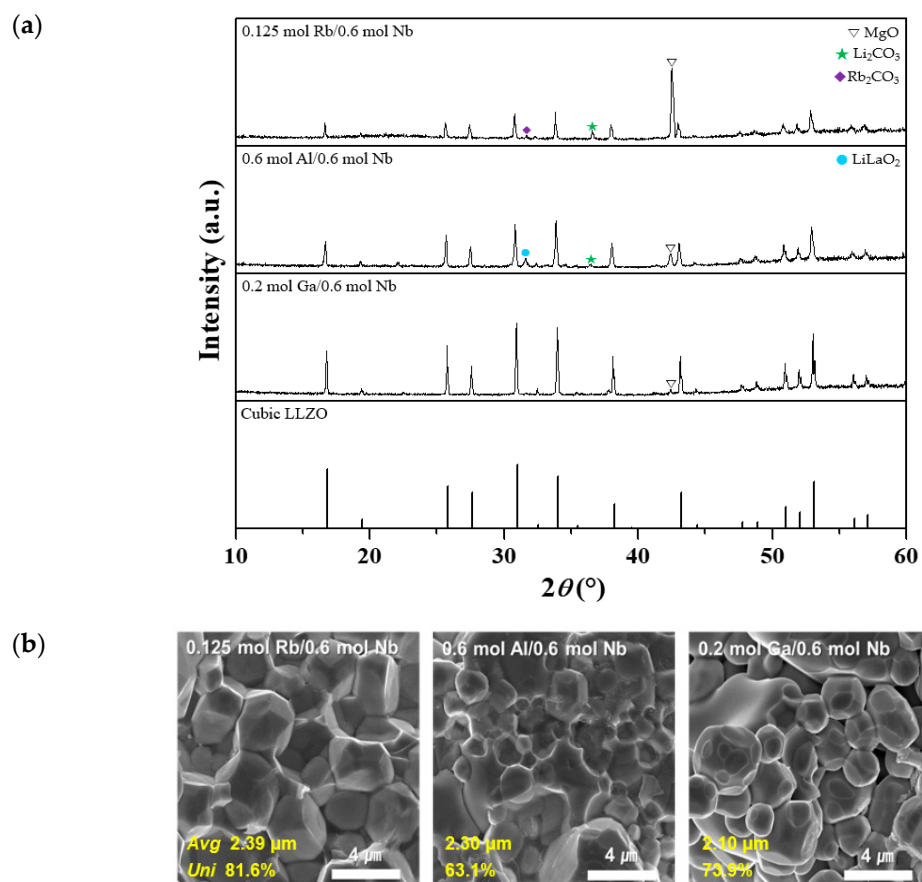 (a)
0.125 mol Rb/0.6 mol Nb
MgO
Li₂CO₃
Rb₂CO₃
0.6 mol Al/0.6 mol Nb
LiLaO₂
0.2 mol Ga/0.6 mol Nb
Cubic LLZO
Intensity (a.u.)
10 20 30 40 50 60
2θ (°)
(b)
0.125 mol Rb/0.6 mol Nb
Avg 2.39 μm
Uni 81.6%
4 μm
0.6 mol Al/0.6 mol Nb
2.30 μm
63.1%
4 μm
0.2 mol Ga/0.6 mol Nb
2.10 μm
73.9%
4 μm